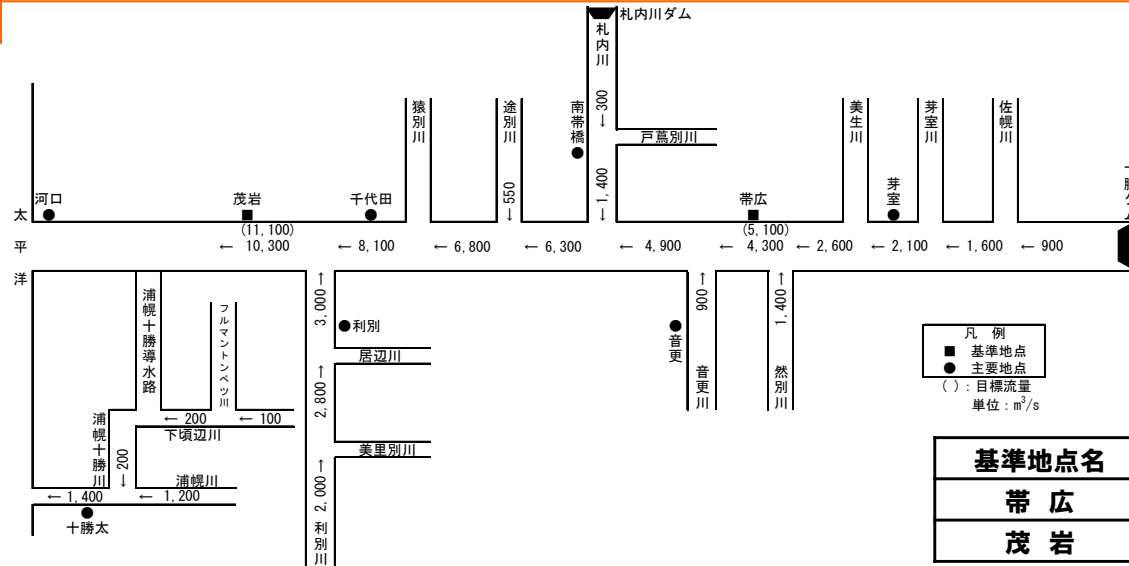 札内川ダム
札内川
← 300
戸蔦別川
南帯橋
← 1,400
猿別川
途別川
← 550
美生川
芽室川
佐幌川
河口
茂岩
千代田
帯広
芽室
十勝ダム
太平洋
(11,100)
(5,100)
← 10,300
← 8,100
← 6,800
← 6,300
← 4,900
← 4,300
← 2,600
← 2,100
← 1,600
← 900
浦幌十勝導水路
フルマントンベツ川
3,000 →
利別
居辺川
2,800 →
美里別川
2,000 →
利別川
900 →
音更
音更川
1,400 →
然別川
← 200
← 100
下頃辺川
浦幌十勝川
← 200
浦幌川
← 1,400
← 1,200
十勝太
凡 例
■ 基準地点
● 主要地点
( ) : 目標流量
単位 : m³/s
基準地点名
帯 広
茂 岩